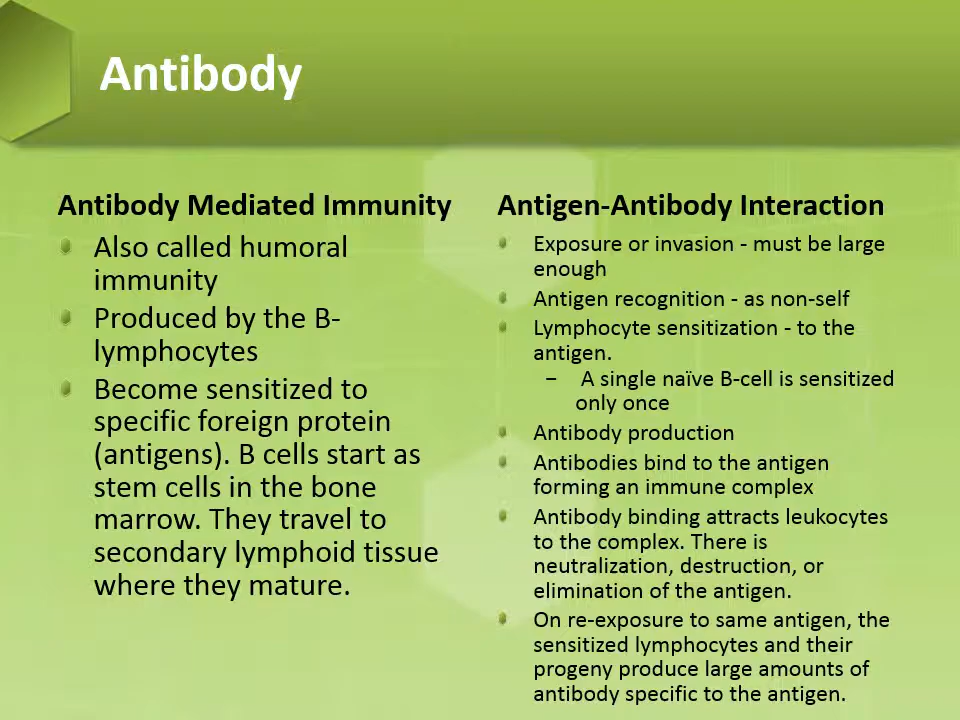 Antibody
Antibody Mediated Immunity
Also called humoral
immunity
Produced by the B-
lymphocytes
Become sensitized to
specific foreign protein
(antigens). B cells start as
stem cells in the bone
marrow. They travel to
secondary lymphoid tissue
where they mature.
Antigen-Antibody Interaction
Exposure or invasion - must be large
enough
Antigen recognition - as non-self
Lymphocyte sensitization - to the
antigen.
− A single naïve B-cell is sensitized
only once
Antibody production
Antibodies bind to the antigen
forming an immune complex
Antibody binding attracts leukocytes
to the complex. There is
neutralization, destruction, or
elimination of the antigen.
On re-exposure to same antigen, the
sensitized lymphocytes and their
progeny produce large amounts of
antibody specific to the antigen.